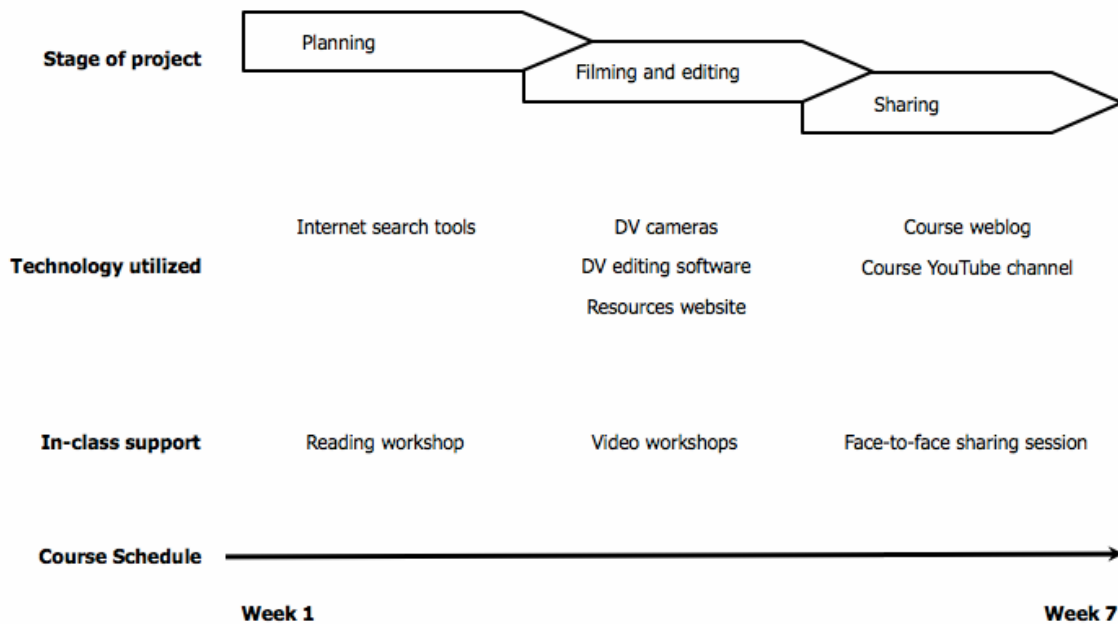 Planning
Stage of project
Filming and editing
Sharing
Internet search tools
DV cameras
Course weblog
Technology utilized
DV editing software
Course YouTube channel
Resources website
In-class support
Reading workshop
Video workshops
Face-to-face sharing session
Course Schedule
Week 1
Week 7